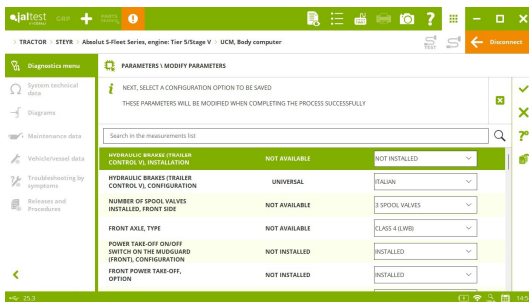 jaltest
GRP
TRACTOR > STEYR > Absolut S-Fleet Series, engine: Tier 5/Stage V > UCM, Body computer
TEST
Disconnect
Diagnostics menu
System technical data
Diagrams
Maintenance data
Vehicle/vessel data
Troubleshooting by symptoms
Releases and Procedures
PARAMETERS \ MODIFY PARAMETERS
NEXT, SELECT A CONFIGURATION OPTION TO BE SAVED
THESE PARAMETERS WILL BE MODIFIED WHEN COMPLETING THE PROCESS SUCCESSFULLY
Search in the measurements list
HYDRAULIC BRAKES (TRAILER
CONTROL V), INSTALLATION NOT AVAILABLE NOT INSTALLED
HYDRAULIC BRAKES (TRAILER
CONTROL V), CONFIGURATION UNIVERSAL ITALIAN
NUMBER OF SPOOL VALVES
INSTALLED, FRONT SIDE NOT AVAILABLE 3 SPOOL VALVES
FRONT AXLE, TYPE NOT AVAILABLE CLASS 4 (LWB)
POWER TAKE-OFF ON/OFF
SWITCH ON THE MUDGUARD
(FRONT), CONFIGURATION NOT INSTALLED INSTALLED
FRONT POWER TAKE-OFF,
OPTION NOT INSTALLED INSTALLED
25.3